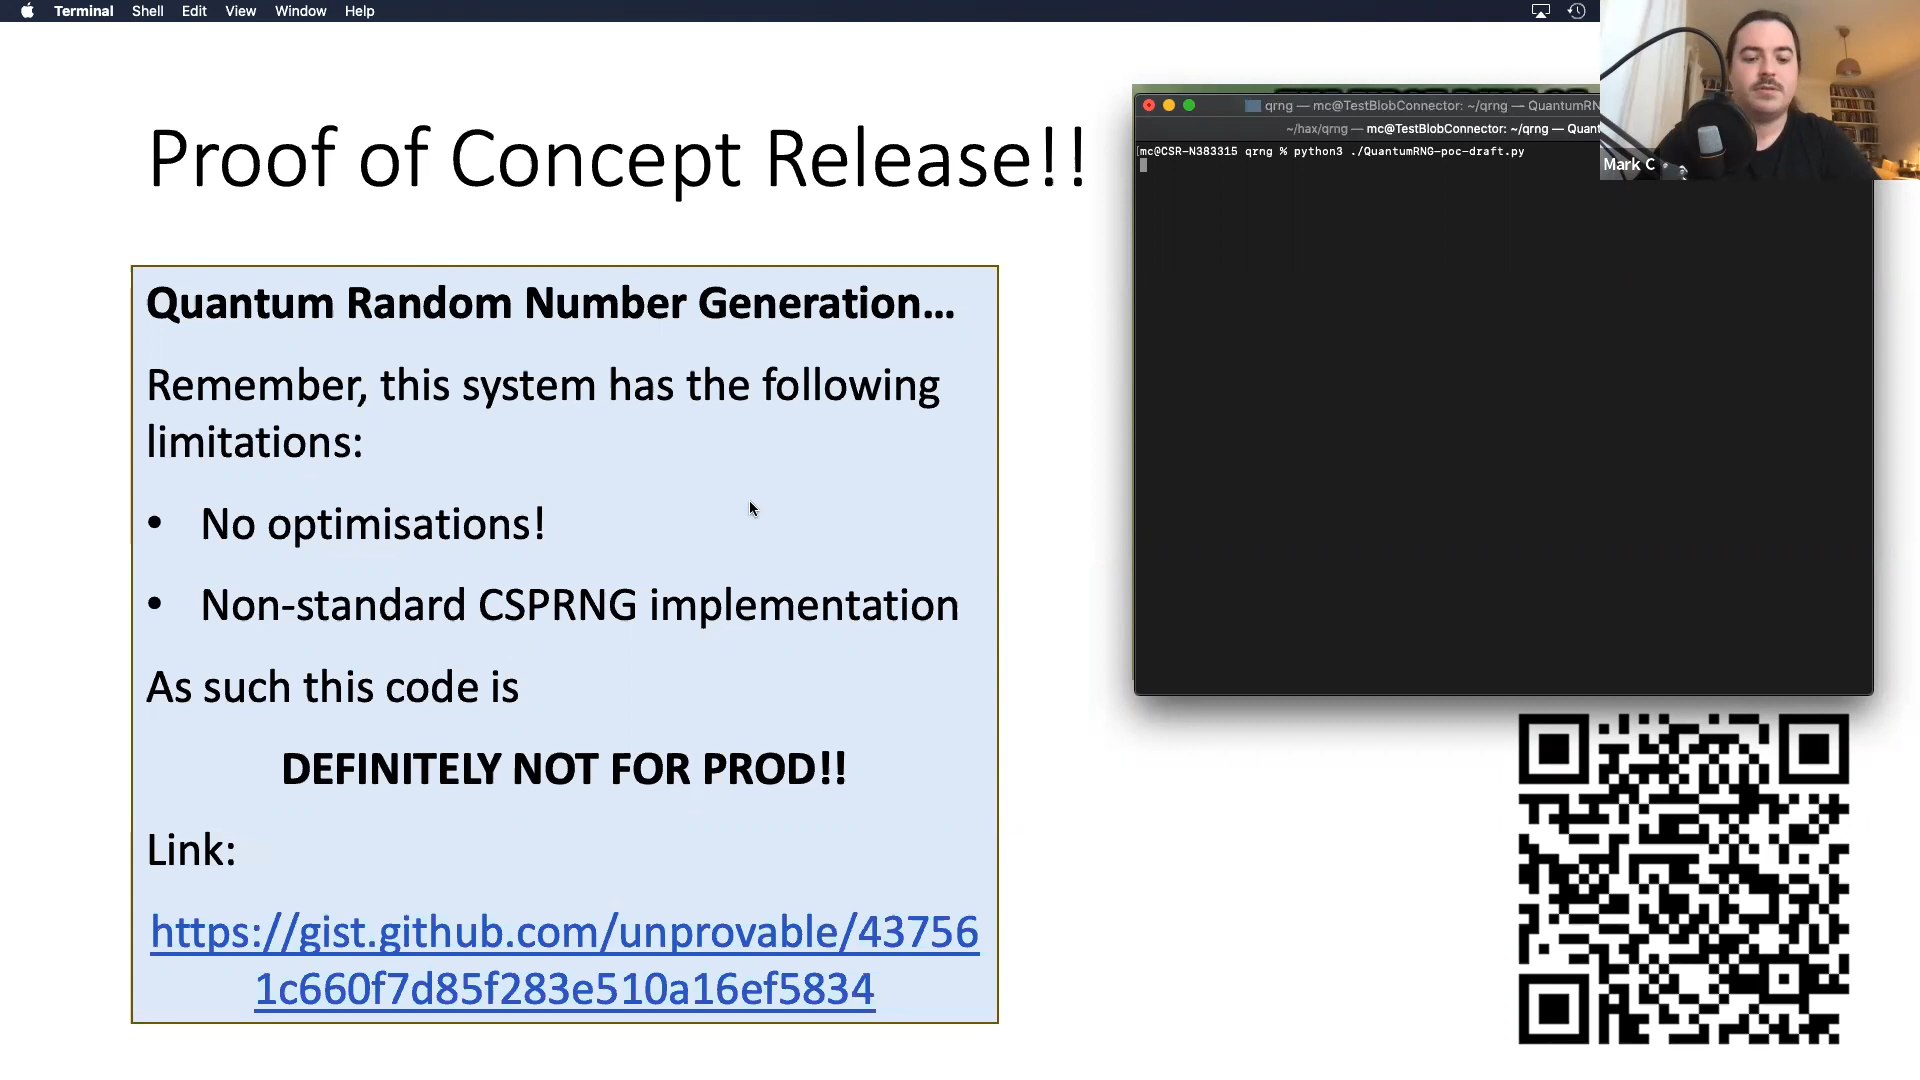 Terminal Shell Edit View Window Help
Proof of Concept Release!!
qrng — mc@TestBlobConnector: ~/qrng — QuantumRN
~/hax/qrng — mc@TestBlobConnector: ~/qrng — Quant
mc@CSR-N383315 qrng % python3 ./QuantumRNG-poc-draft.py
Mark C
Quantum Random Number Generation...
Remember, this system has the following
limitations:
• No optimisations!
• Non-standard CSPRNG implementation
As such this code is
DEFINITELY NOT FOR PROD!!
Link:
https://gist.github.com/unprovable/43756
1c660f7d85f283e510a16ef5834